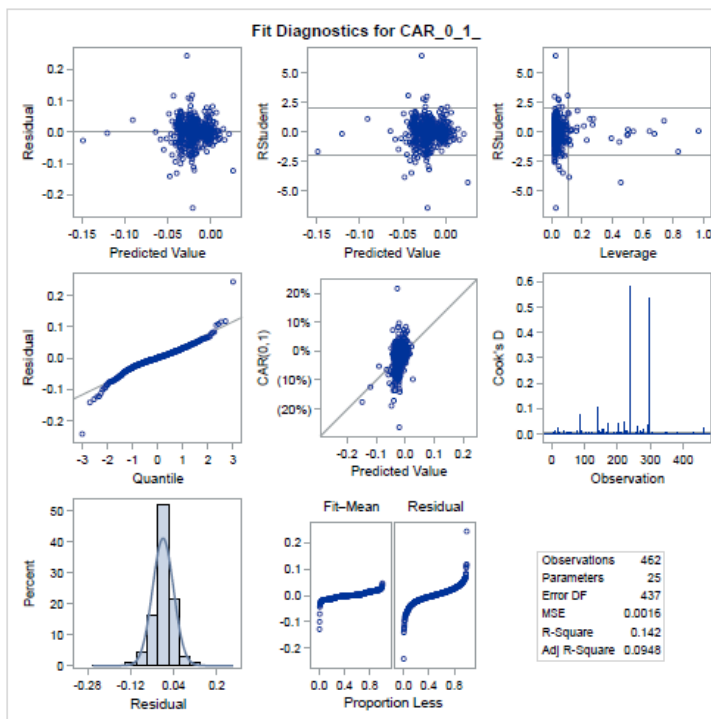 Fit Diagnostics for CAR_0_1_
Residual
0.2
0.1
0.0
-0.1
-0.2
-0.15 -0.10 -0.05 0.00
Predicted Value
RStudent
5.0
2.5
0.0
-2.5
-5.0
-0.15 -0.10 -0.05 0.00
Predicted Value
RStudent
5.0
2.5
0.0
-2.5
-5.0
0.0 0.2 0.4 0.6 0.8 1.0
Leverage
Residual
0.2
0.1
0.0
-0.1
-0.2
-3 -2 -1 0 1 2 3
Quantile
CAR(0,1)
20%
10%
0%
(10%)
(20%)
-0.2 -0.1 0.0 0.1 0.2
Predicted Value
Cook's D
0.6
0.5
0.4
0.3
0.2
0.1
0.0
0 100 200 300 400
Observation
Percent
50
40
30
20
10
0
-0.28 -0.12 0.04 0.2
Residual
Fit–Mean Residual
0.2
0.1
0.0
-0.1
-0.2
0.0 0.4 0.8 0.0 0.4 0.8
Proportion Less
Observations 462
Parameters 25
Error DF 437
MSE 0.0016
R-Square 0.142
Adj R-Square 0.0948